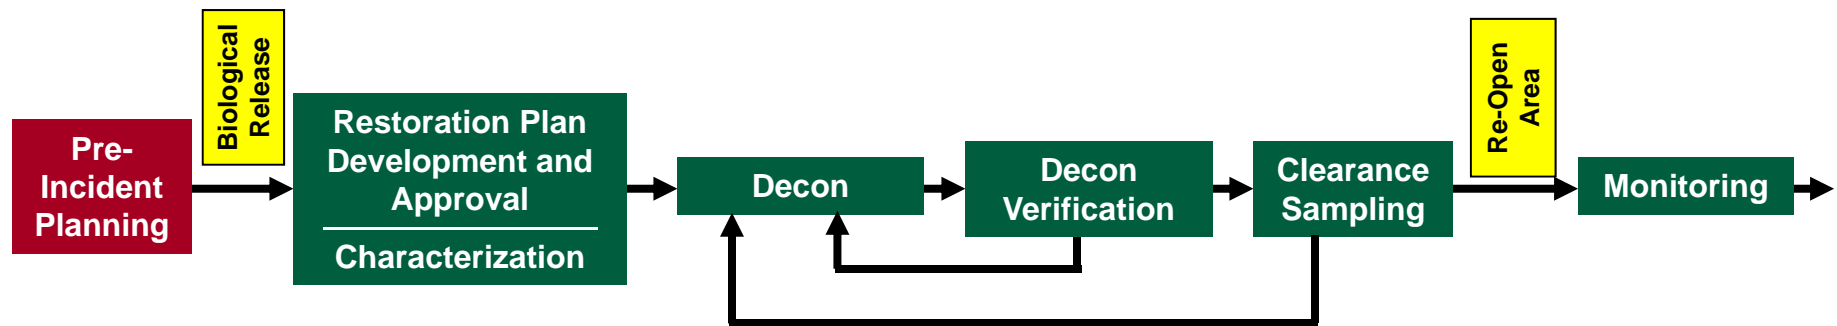 Pre-
Incident
Planning
Biological
Release
Restoration Plan
Development and
Approval
Characterization
Decon
Decon
Verification
Clearance
Sampling
Re-Open
Area
Monitoring